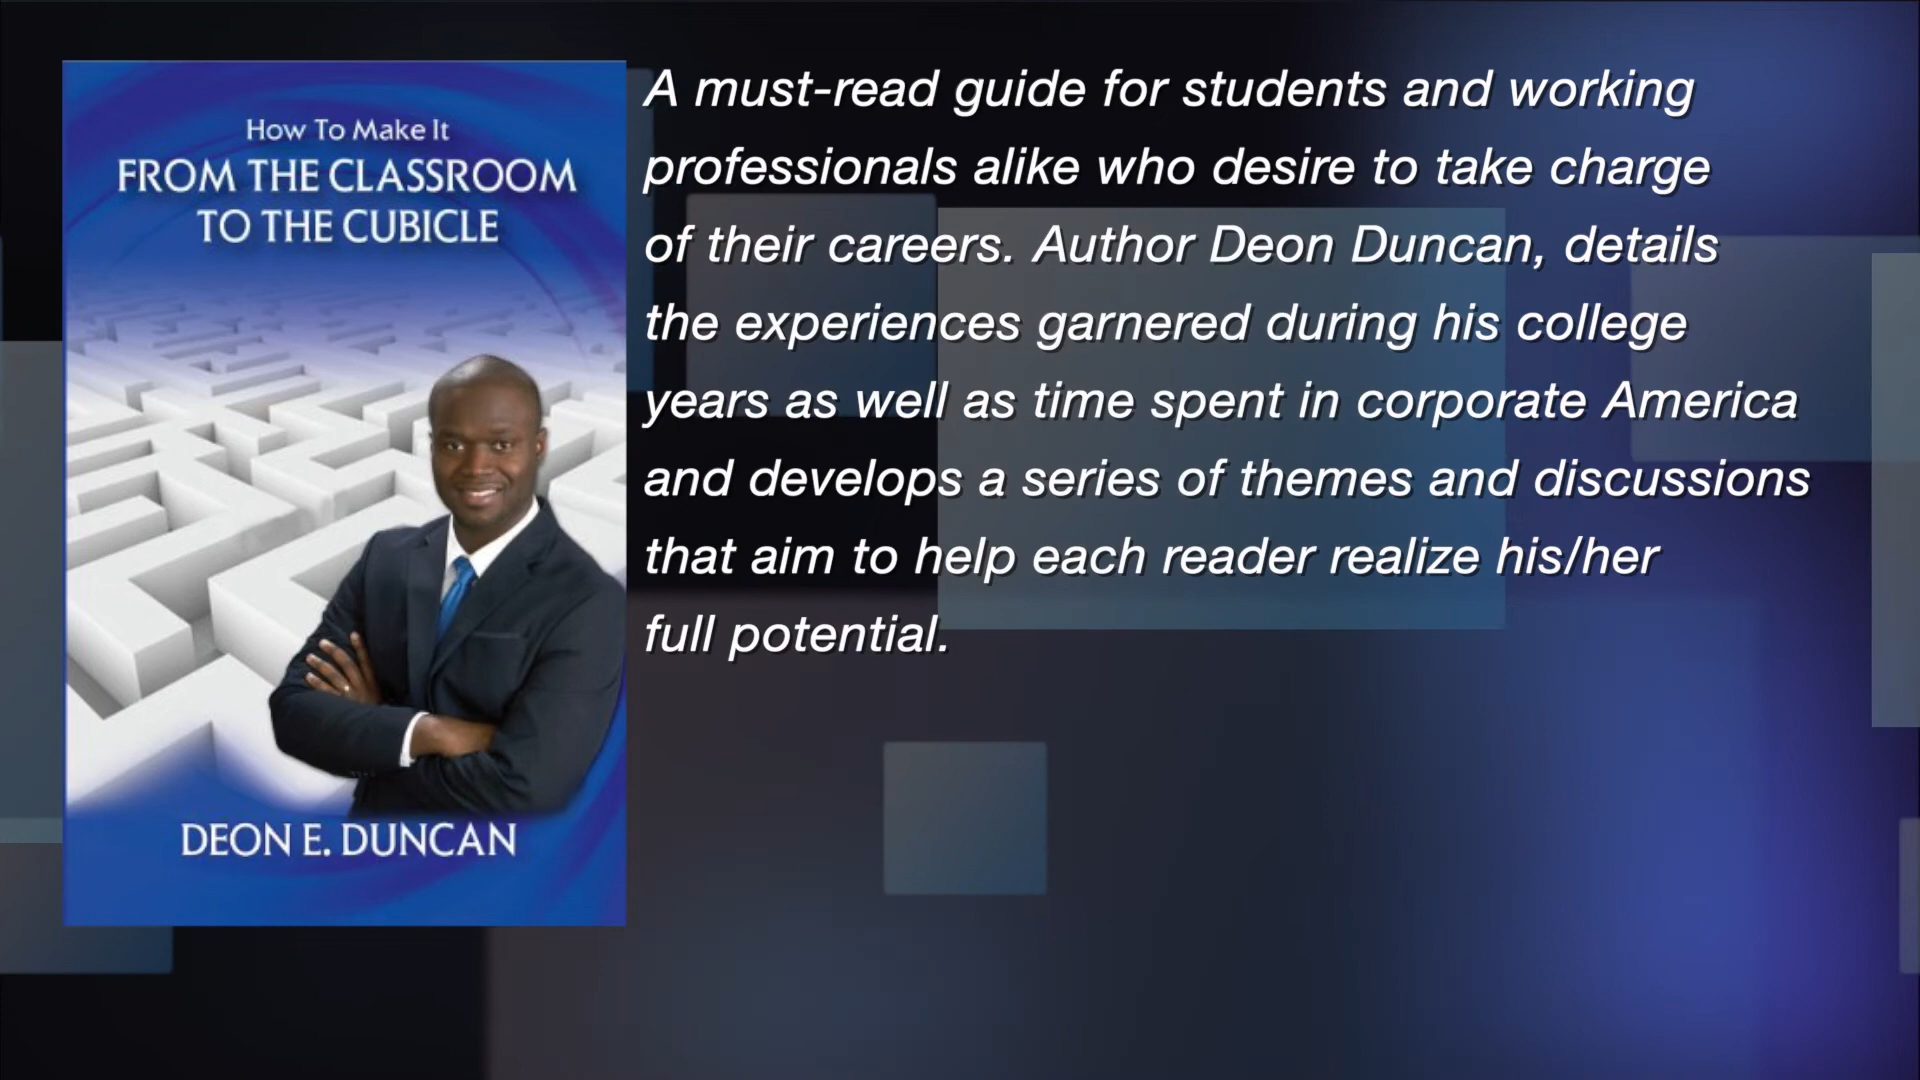 How To Make It
FROM THE CLASSROOM
TO THE CUBICLE
DEON E. DUNCAN
A must-read guide for students and working
professionals alike who desire to take charge
of their careers. Author Deon Duncan, details
the experiences garnered during his college
years as well as time spent in corporate America
and develops a series of themes and discussions
that aim to help each reader realize his/her
full potential.